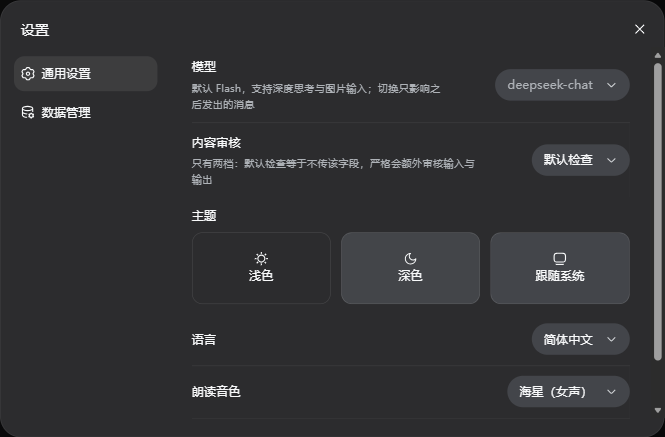 设置
通用设置
数据管理
模型
默认 Flash，支持深度思考与图片输入；切换只影响之
后发出的消息
deepseek-chat
内容审核
只有两档：默认检查等于不传该字段，严格会额外审核输入与
输出
默认检查
主题
浅色
深色
跟随系统
语言
简体中文
朗读音色
海星（女声）